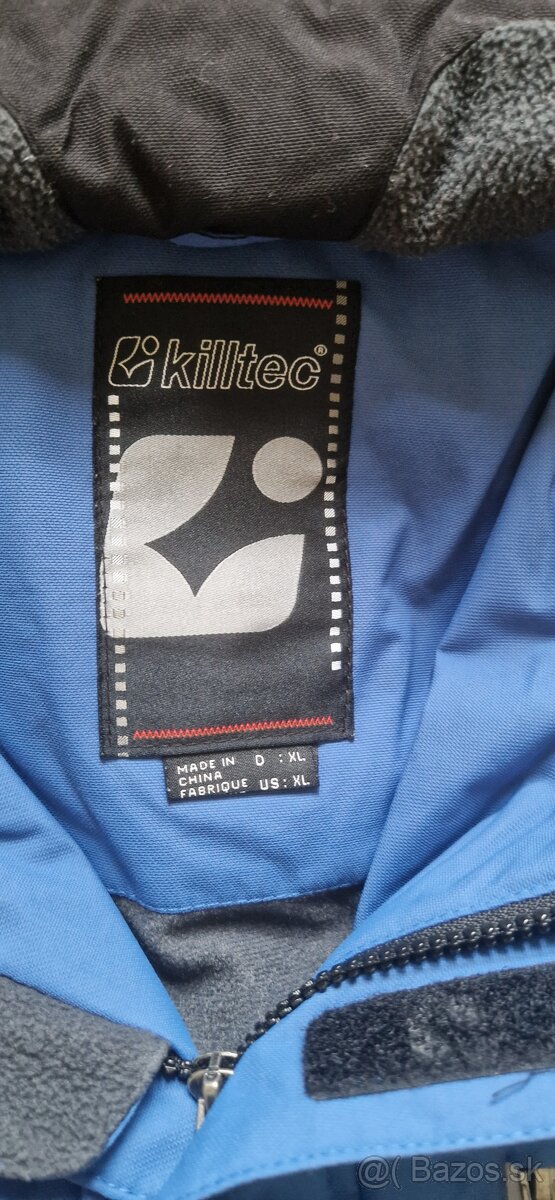 killtec®
MADE IN D : XL
CHINA
FABRIQUE US: XL
@( Bazos.sk